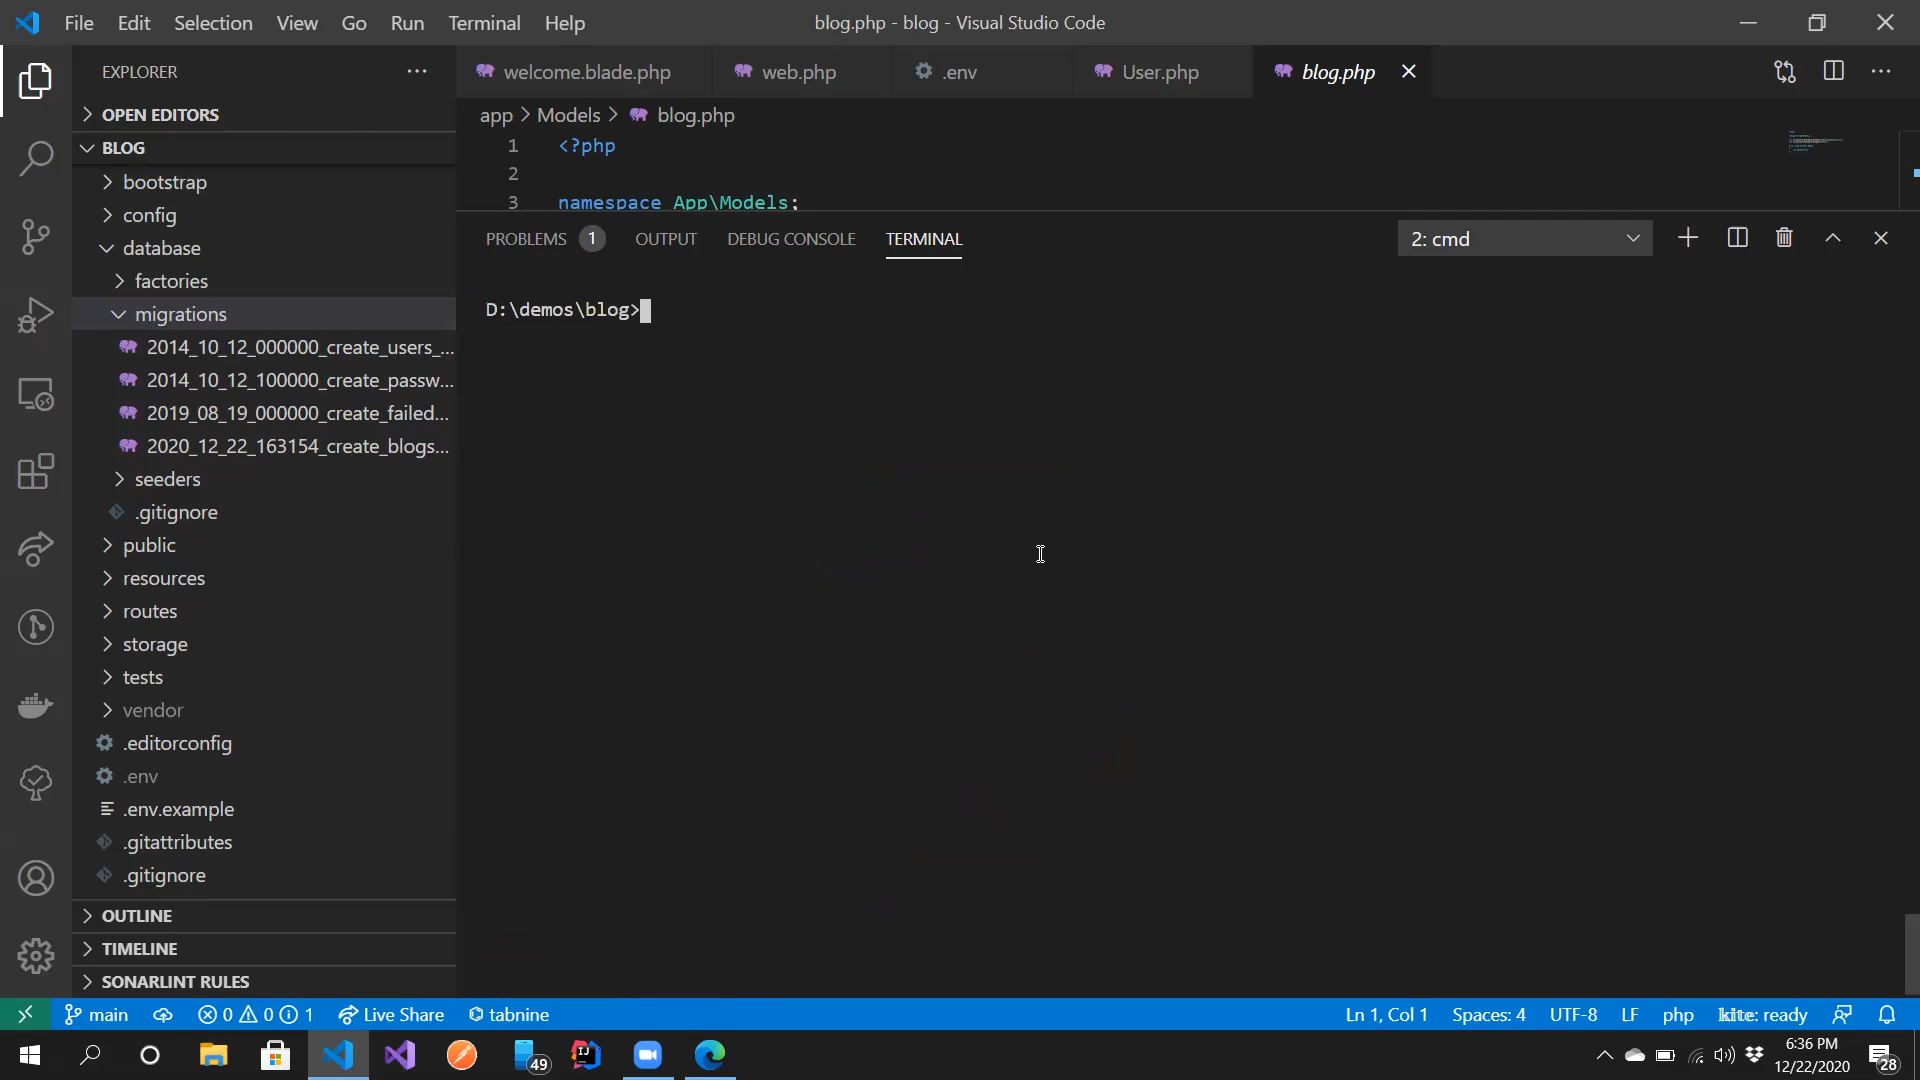 File Edit Selection View Go Run Terminal Help
blog.php - blog - Visual Studio Code
EXPLORER
welcome.blade.php
web.php
.env
User.php
blog.php
OPEN EDITORS
BLOG
bootstrap
config
database
factories
migrations
2014_10_12_000000_create_users_...
2014_10_12_100000_create_passw...
2019_08_19_000000_create_failed...
2020_12_22_163154_create_blogs...
seeders
.gitignore
public
resources
routes
storage
tests
vendor
.editorconfig
.env
.env.example
.gitattributes
.gitignore
OUTLINE
TIMELINE
SONARLINT RULES
app > Models > blog.php
1 <?php
2
3 namespace App\Models;
PROBLEMS 1 OUTPUT DEBUG CONSOLE TERMINAL
2: cmd
D:\demos\blog>
main 0 0 1 Live Share tabnine
Ln 1, Col 1 Spaces: 4 UTF-8 LF php kite: ready
49
6:36 PM
12/22/2020
28